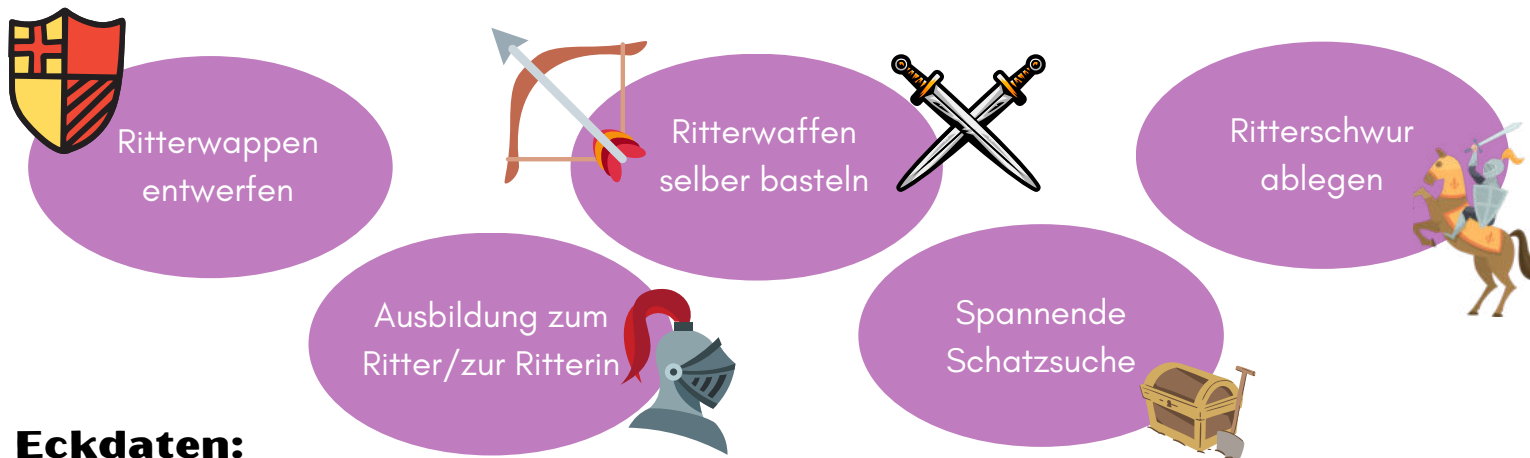 Ritterwappen
entwerfen
Ritterwaffen
selber basteln
Ritterschwur
ablegen
Ausbildung zum
Ritter/zur Ritterin
Spannende
Schatzsuche
Eckdaten: